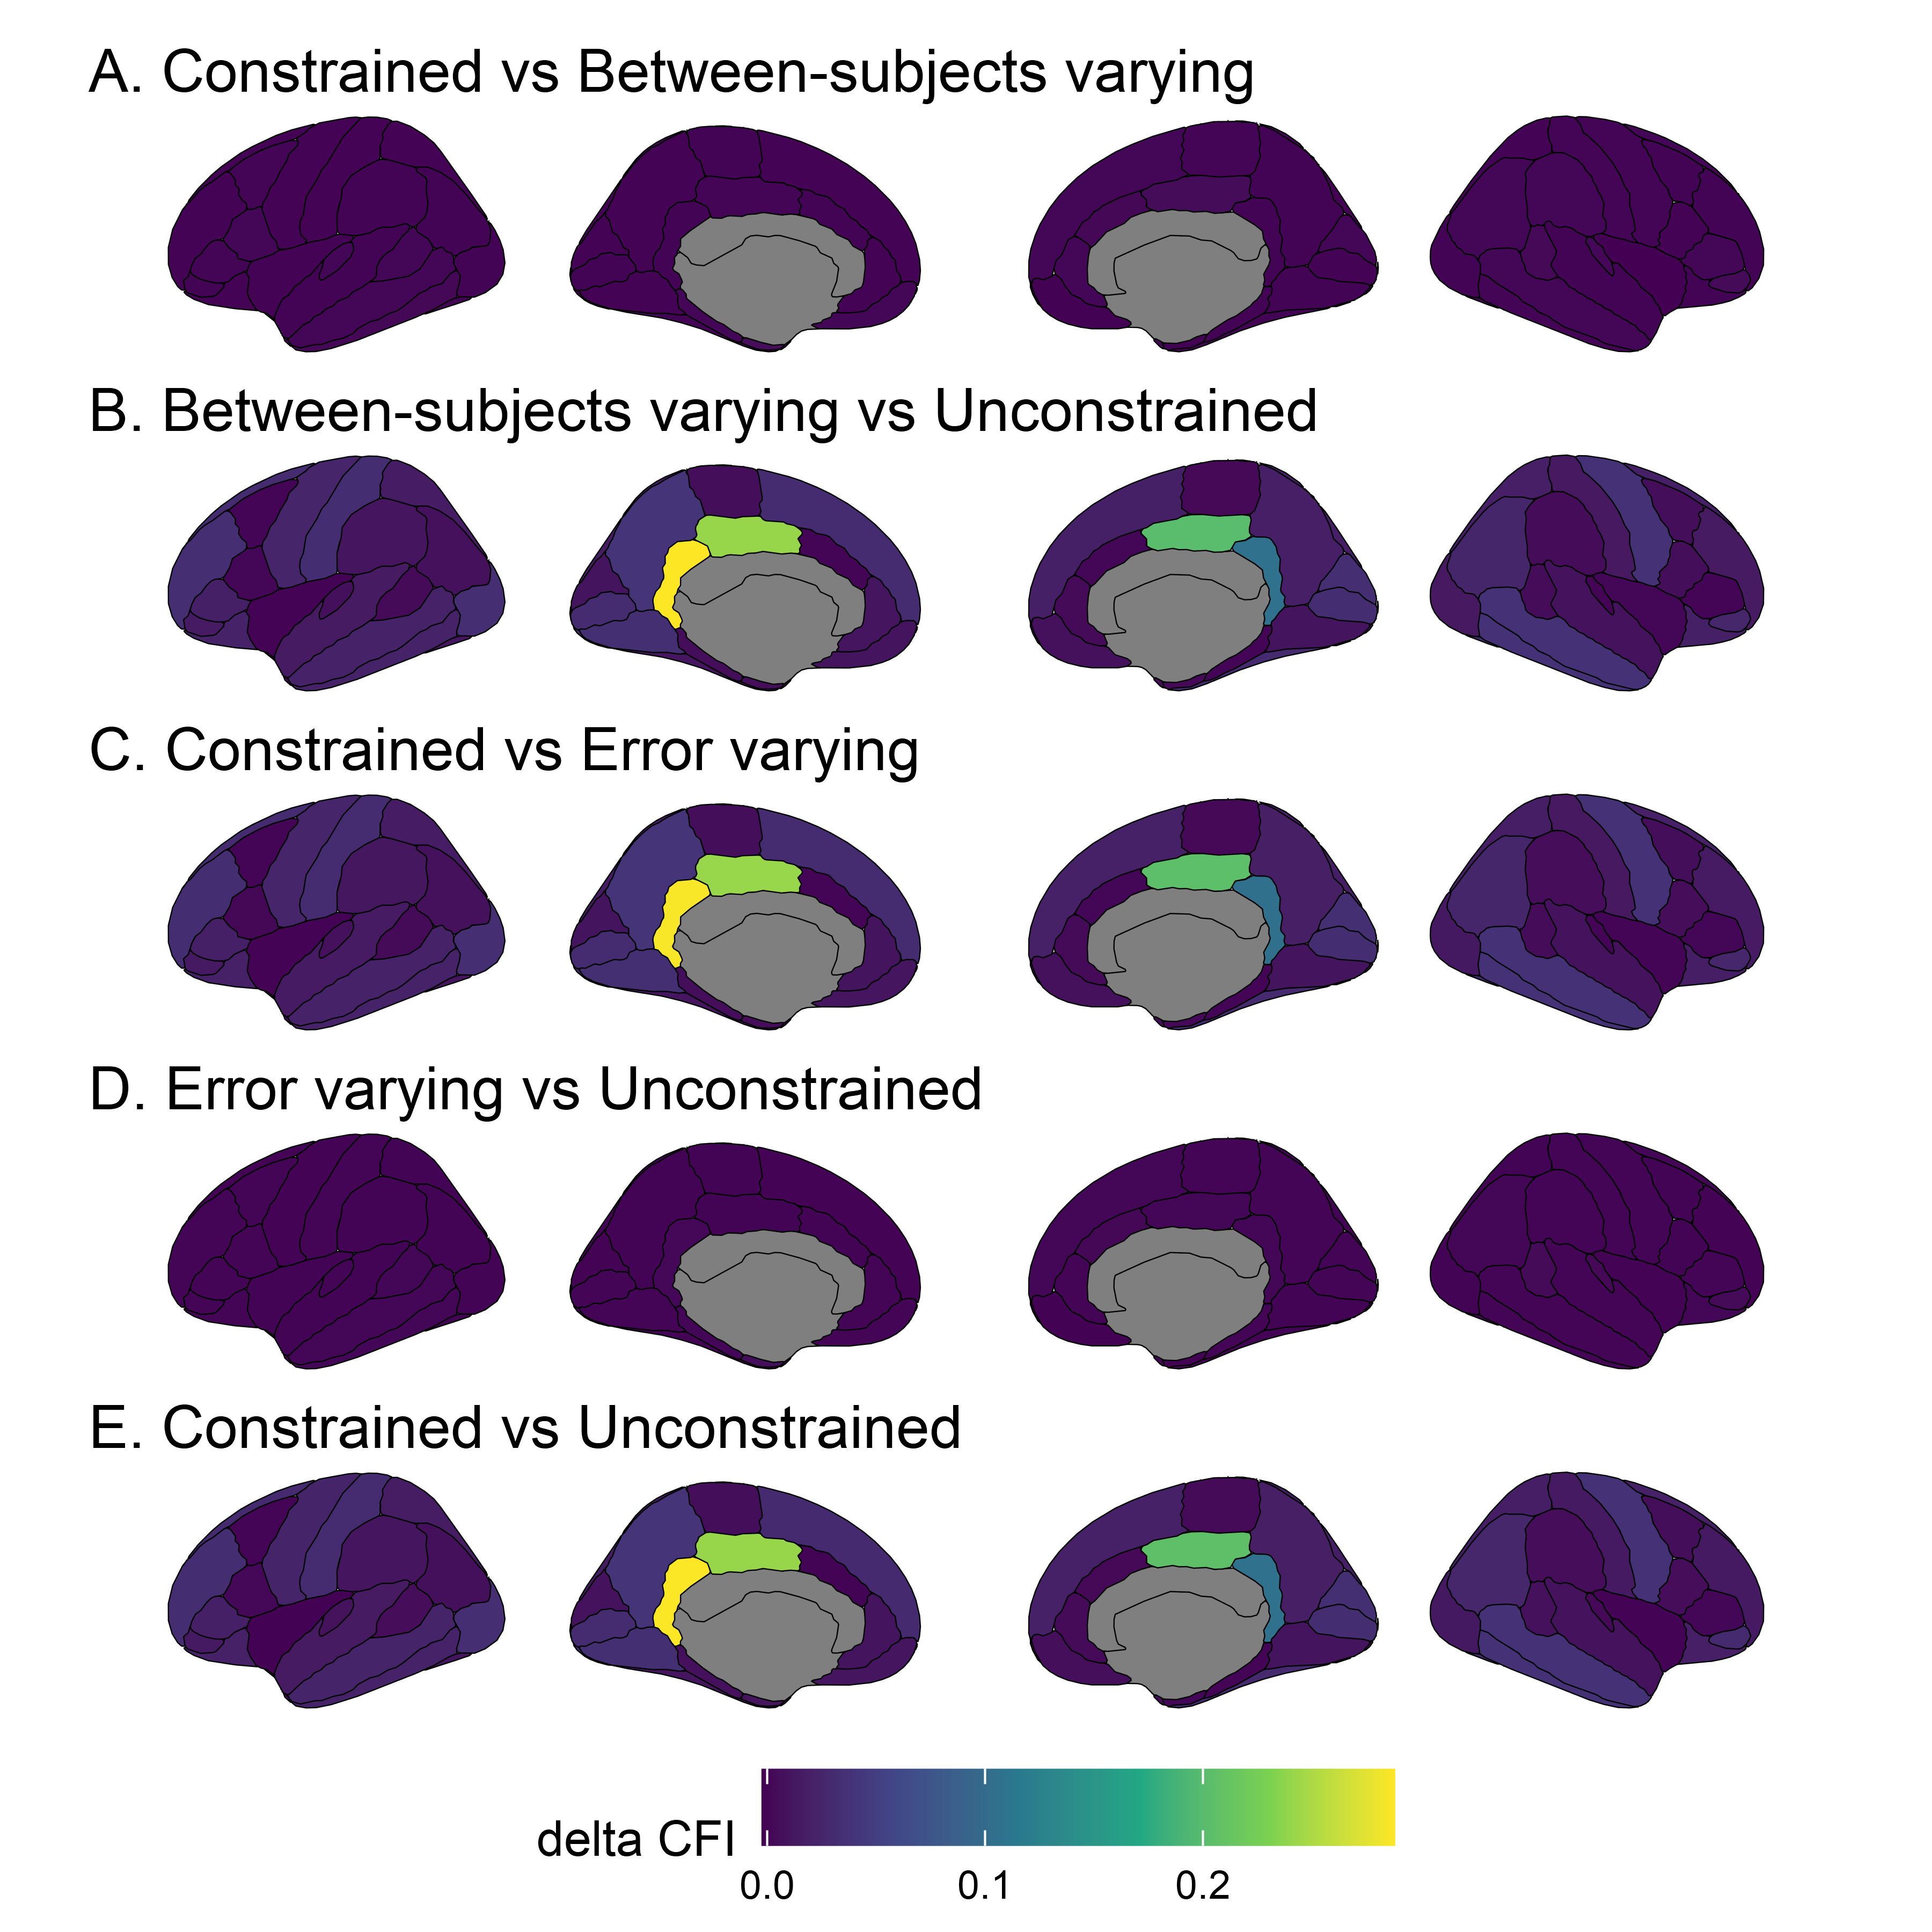 A. Constrained vs Between-subjects varying
B. Between-subjects varying vs Unconstrained
C. Constrained vs Error varying
D. Error varying vs Unconstrained
E. Constrained vs Unconstrained
delta CFI
0.0 0.1 0.2